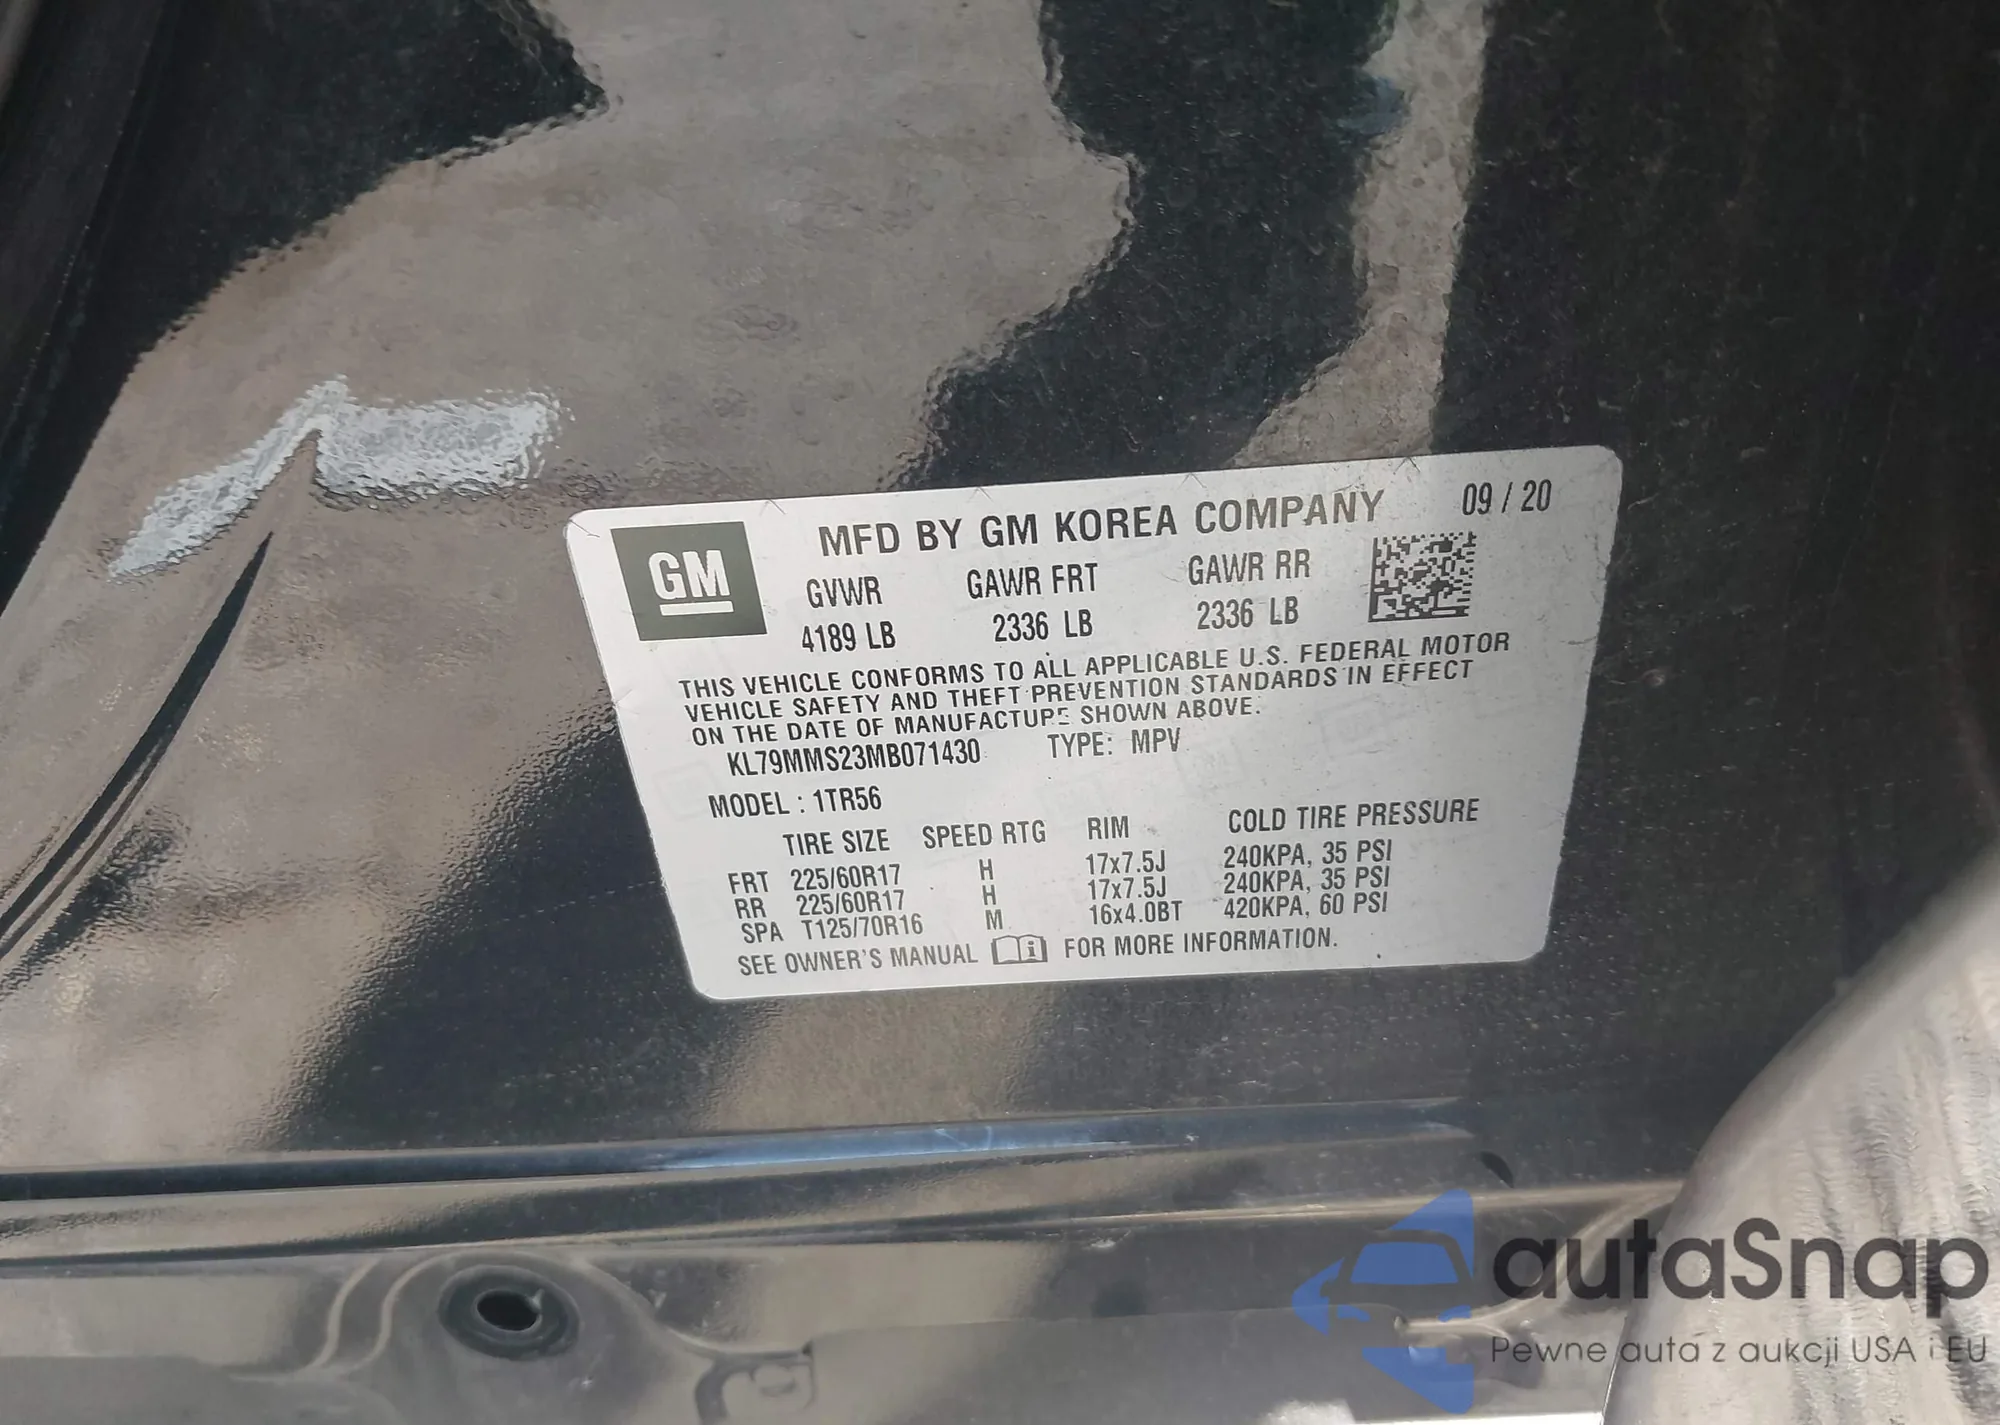 MFD BY GM KOREA COMPANY 09 / 20
GM
GVWR GAWR FRT GAWR RR
4189 LB 2336 LB 2336 LB
THIS VEHICLE CONFORMS TO ALL APPLICABLE U.S. FEDERAL MOTOR
VEHICLE SAFETY AND THEFT PREVENTION STANDARDS IN EFFECT
ON THE DATE OF MANUFACTURE SHOWN ABOVE.
KL79MMS23MB071430 TYPE: MPV
MODEL : 1TR56
TIRE SIZE SPEED RTG RIM COLD TIRE PRESSURE
FRT 225/60R17 H 17x7.5J 240KPA, 35 PSI
RR 225/60R17 H 17x7.5J 240KPA, 35 PSI
SPA T125/70R16 M 16x4.0BT 420KPA, 60 PSI
SEE OWNER'S MANUAL i FOR MORE INFORMATION.
autaSnap
Pewne auta z aukcji USA i EU